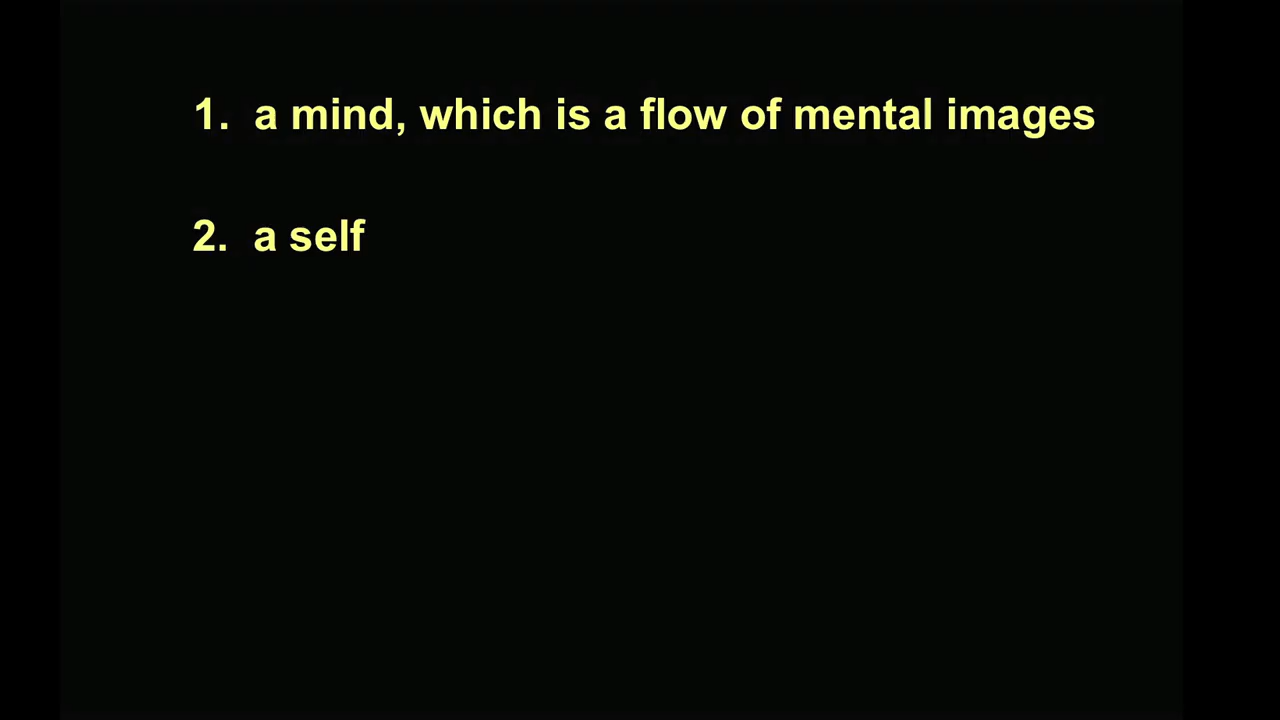 1. a mind, which is a flow of mental images
2. a self